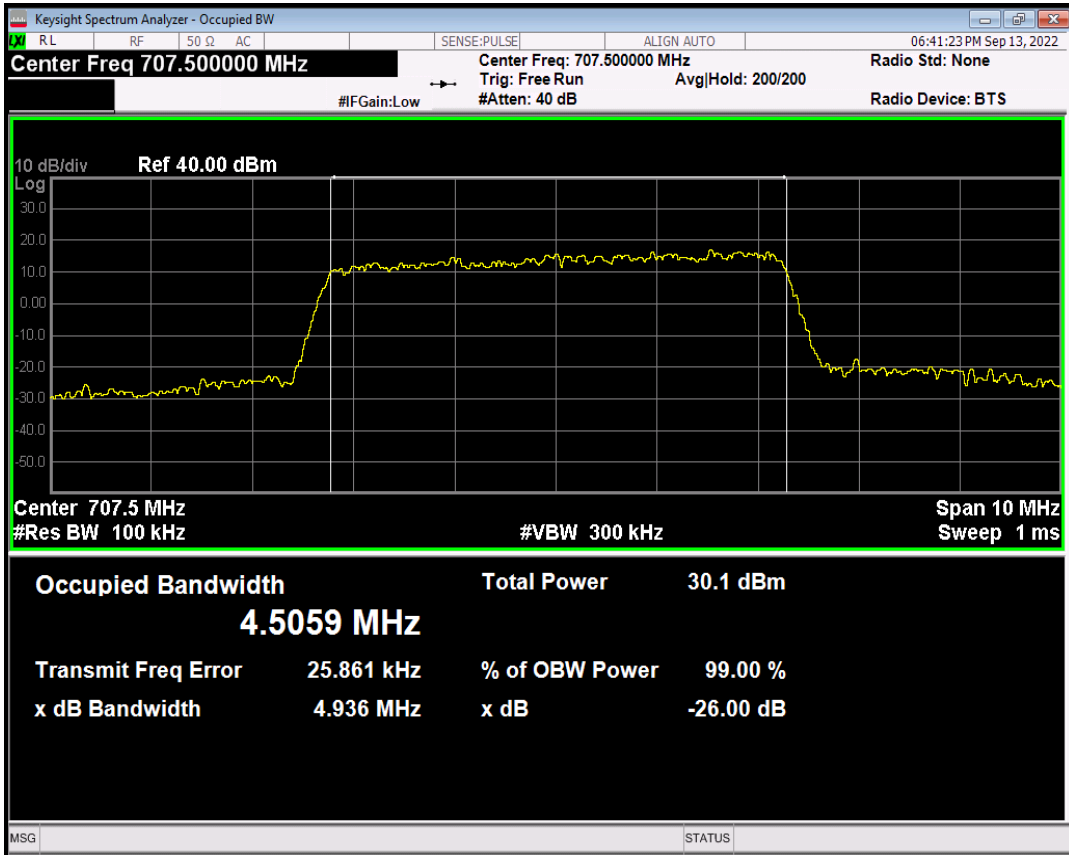 Keysight Spectrum Analyzer - Occupied BW
LXI RL RF 50 Ω AC SENSE:PULSE ALIGN AUTO 06:41:23 PM Sep 13, 2022
Center Freq 707.500000 MHz Center Freq: 707.500000 MHz Radio Std: None
Trig: Free Run Avg|Hold: 200/200
#IFGain:Low #Atten: 40 dB Radio Device: BTS
10 dB/div Ref 40.00 dBm
Log
30.0
20.0
10.0
0.00
-10.0
-20.0
-30.0
-40.0
-50.0
Center 707.5 MHz Span 10 MHz
#Res BW 100 kHz #VBW 300 kHz Sweep 1 ms
Occupied Bandwidth Total Power 30.1 dBm
4.5059 MHz
Transmit Freq Error 25.861 kHz % of OBW Power 99.00 %
x dB Bandwidth 4.936 MHz x dB -26.00 dB
MSG STATUS